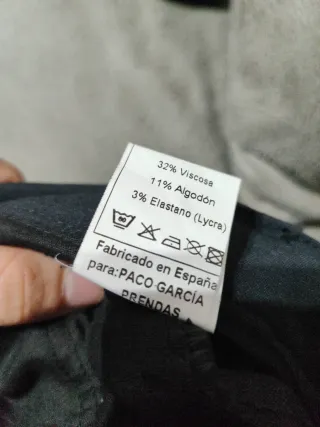 32% Viscosa
11% Algodón
3% Elastano (Lycra)
Fabricado en España
para:PACO GARCÍA
PRENDAS